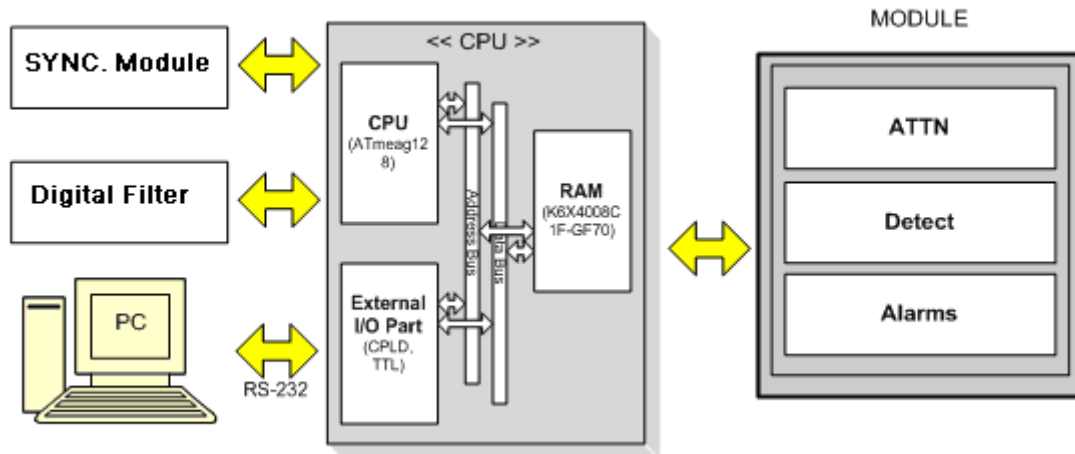 MODULE
<< CPU >>
SYNC. Module
CPU
(ATmeag12
8)
ATTN
Digital Filter
RAM
(K6X4008C
1F-GF70)
Address Bus
Bus
Detect
External
I/O Part
(CPLD,
TTL)
Alarms
PC
RS-232